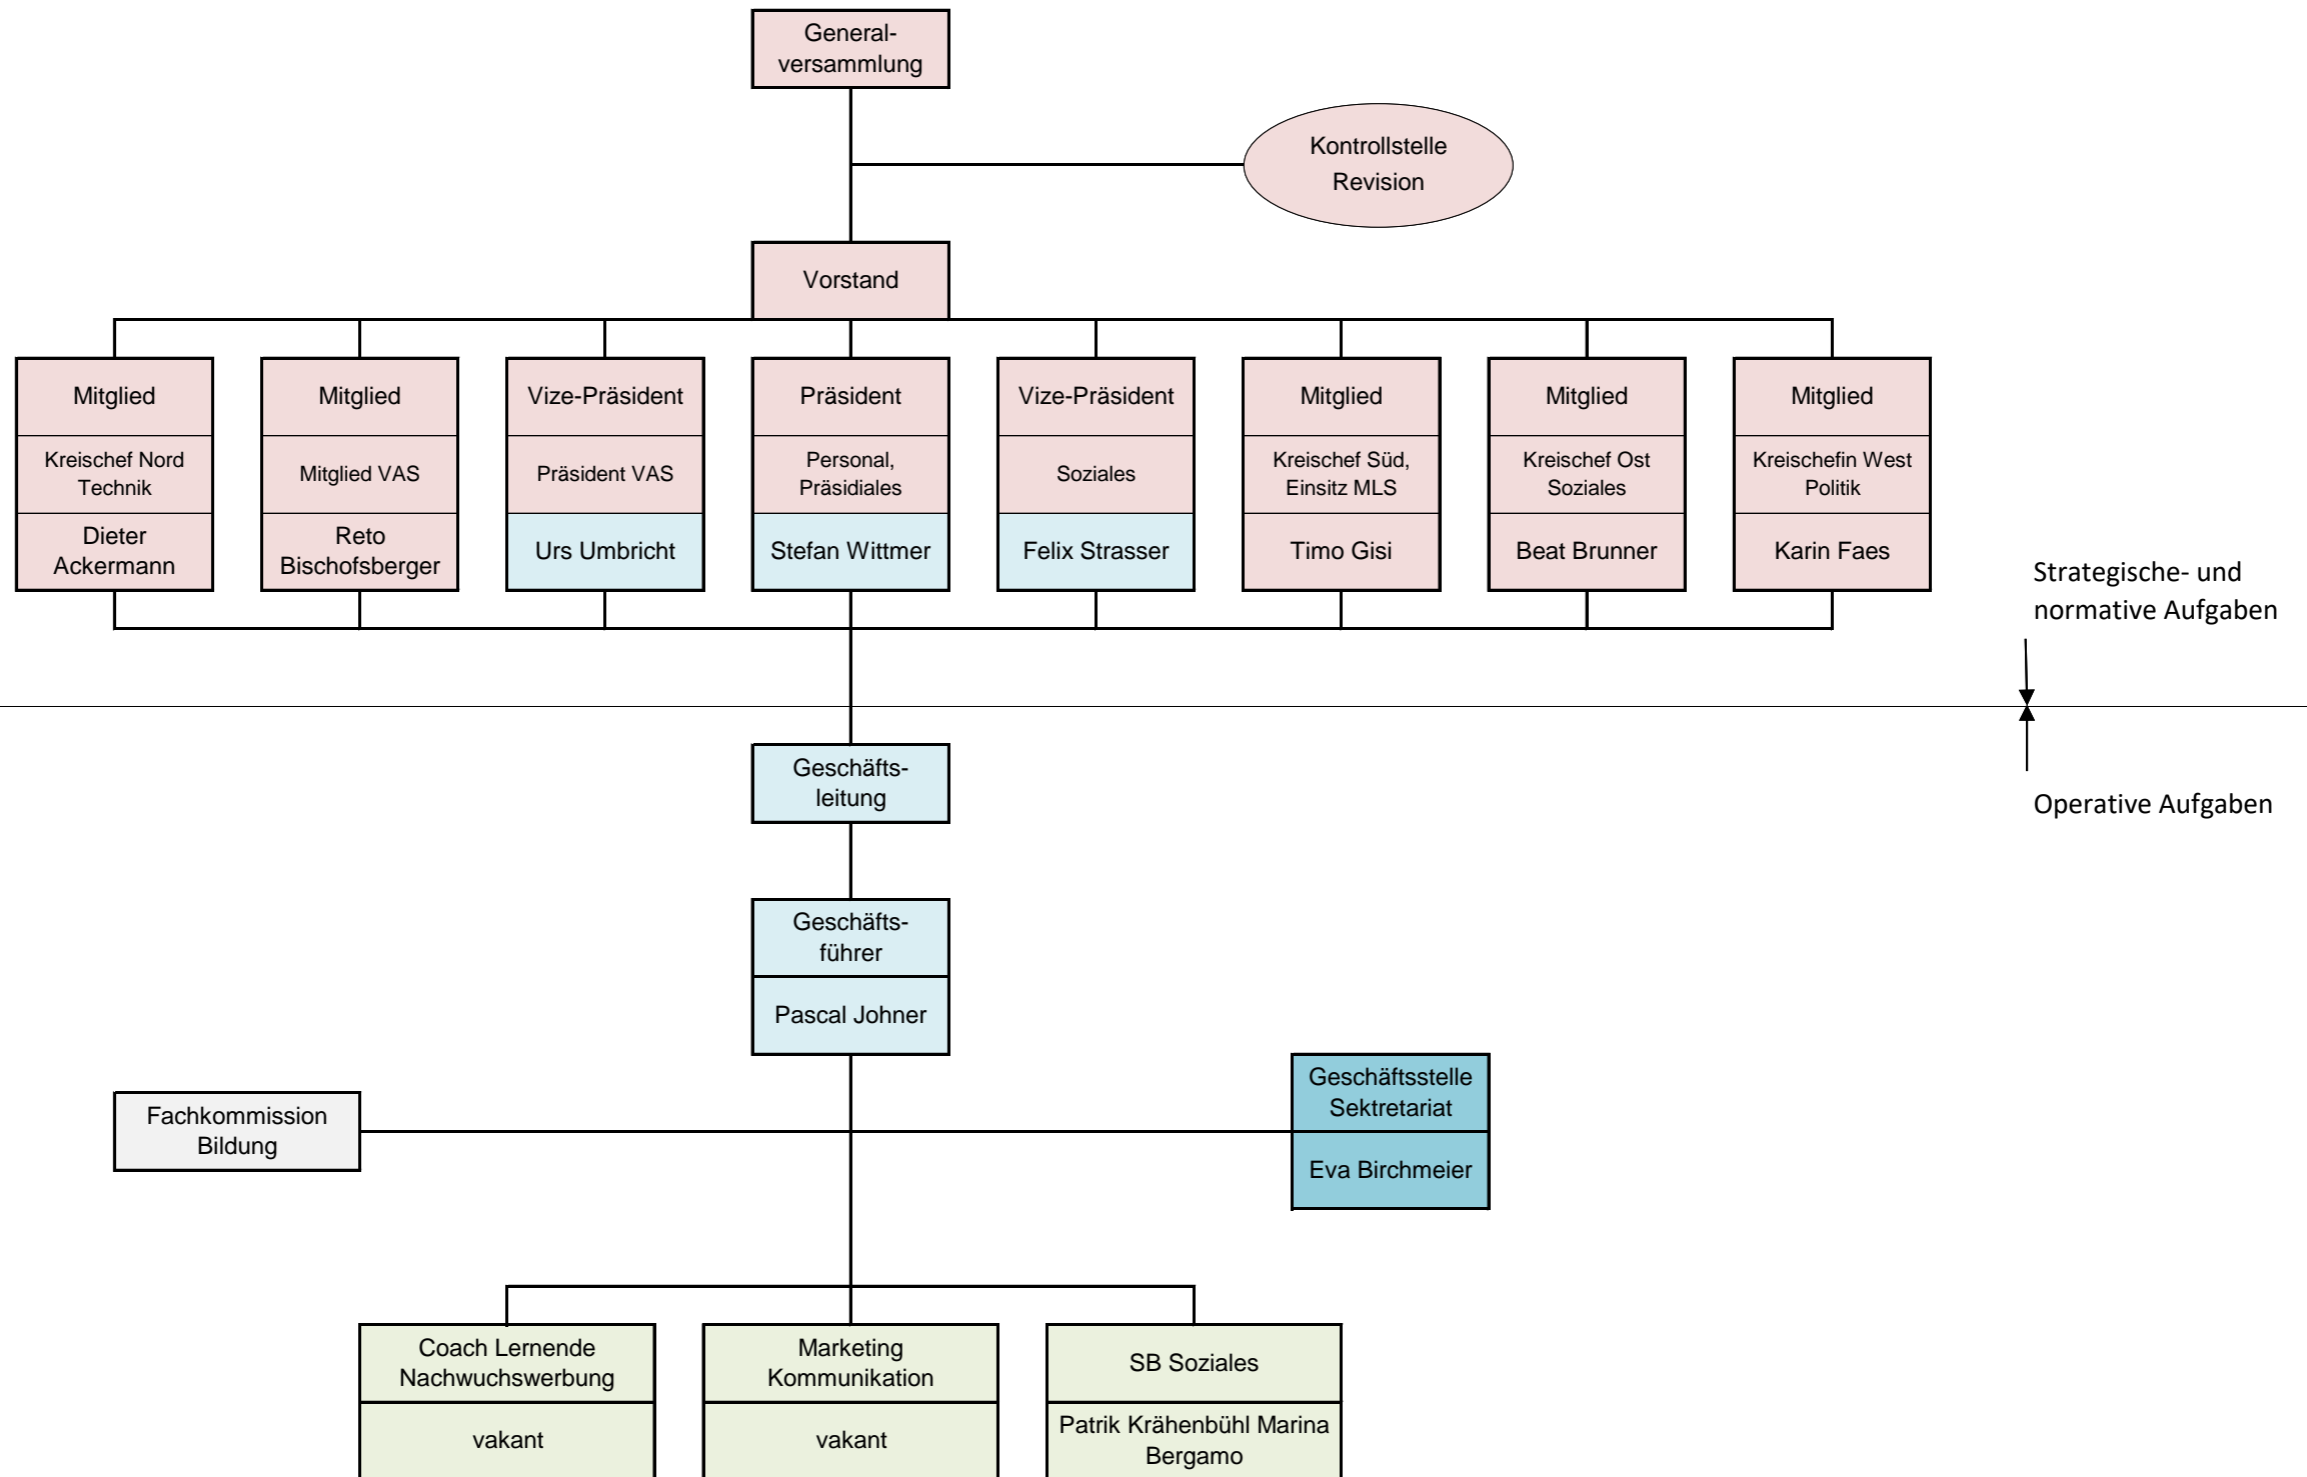 General-
versammlung
Kontrollstelle
Revision
Vorstand
Mitglied
Kreischef Nord
Technik
Dieter
Ackermann
Mitglied
Mitglied VAS
Reto
Bischofsberger
Vize-Präsident
Präsident VAS
Urs Umbricht
Präsident
Personal,
Präsidiales
Stefan Wittmer
Vize-Präsident
Soziales
Felix Strasser
Mitglied
Kreischef Süd,
Einsitz MLS
Timo Gisi
Mitglied
Kreischef Ost
Soziales
Beat Brunner
Mitglied
Kreischefin West
Politik
Karin Faes
Strategische- und
normative Aufgaben
Operative Aufgaben
Geschäfts-
leitung
Geschäfts-
führer
Pascal Johner
Fachkommission
Bildung
Geschäftsstelle
Sektretariat
Eva Birchmeier
Coach Lernende
Nachwuchswerbung
vakant
Marketing
Kommunikation
vakant
SB Soziales
Patrik Krähenbühl Marina
Bergamo